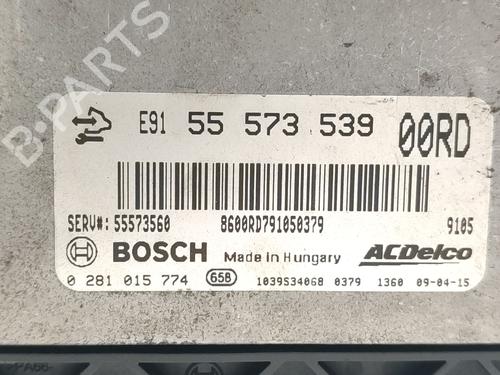 B-PARTS
E91 55 573 539 00RD
SERV#: 55573560 8600RD791050379 9105
BOSCH Made in Hungary ACDelco
0 281 015 774 658 1039S34068 0379 1360 09-04-15
PA66